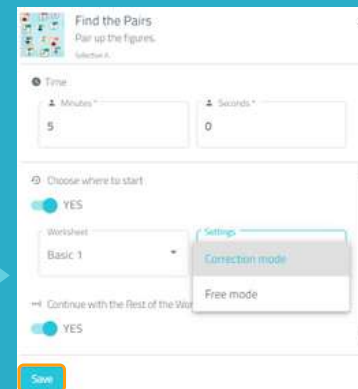 Find the Pairs
Pair up the figures.
Selective A.
Time
Minutes *
Seconds *
5
0
Choose where to start
YES
Worksheet
Settings
Basic 1
Correction mode
Free mode
Continue with the Rest of the Wor
YES
Save